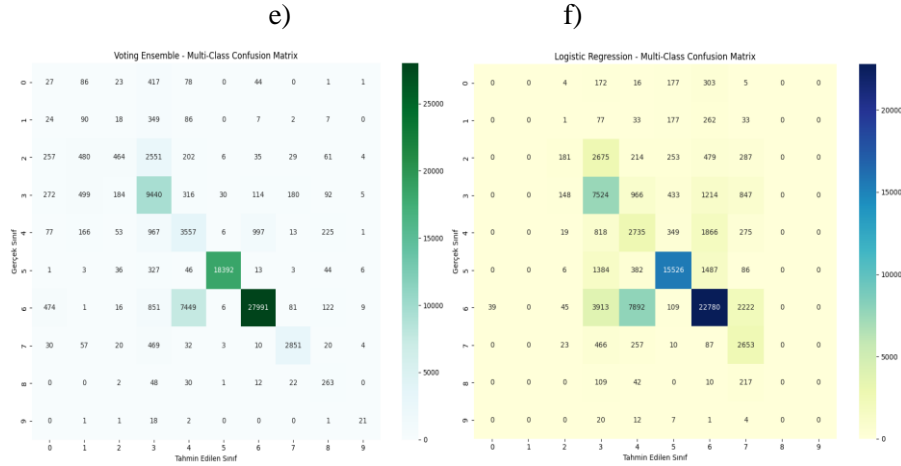 e) f)
Voting Ensemble - Multi-Class Confusion Matrix
Gerçek Sınıf
0 27 86 23 417 78 0 44 0 1 1
1 24 90 18 349 86 0 7 2 7 0
2 257 480 464 2551 202 6 35 29 61 4
3 272 499 184 9440 316 30 114 180 92 5
4 77 166 53 967 3557 6 997 13 225 1
5 1 3 36 327 46 18392 13 3 44 6
6 474 1 16 851 7449 6 27991 81 122 9
7 30 57 20 469 32 3 10 2851 20 4
8 0 0 2 48 30 1 12 22 263 0
9 0 1 1 18 2 0 0 0 1 21
0 1 2 3 4 5 6 7 8 9
Tahmin Edilen Sınıf
25000
20000
15000
10000
5000
0
Logistic Regression - Multi-Class Confusion Matrix
Gerçek Sınıf
0 0 0 4 172 16 177 303 5 0 0
1 0 0 1 77 33 177 262 33 0 0
2 0 0 181 2675 214 253 479 287 0 0
3 0 0 148 7524 966 433 1214 847 0 0
4 0 0 19 818 2735 349 1866 275 0 0
5 0 0 6 1384 382 15526 1487 86 0 0
6 39 0 45 3913 7892 109 22780 2222 0 0
7 0 0 23 466 257 10 87 2653 0 0
8 0 0 0 109 42 0 10 217 0 0
9 0 0 0 20 12 7 1 4 0 0
0 1 2 3 4 5 6 7 8 9
Tahmin Edilen Sınıf
20000
15000
10000
5000
0